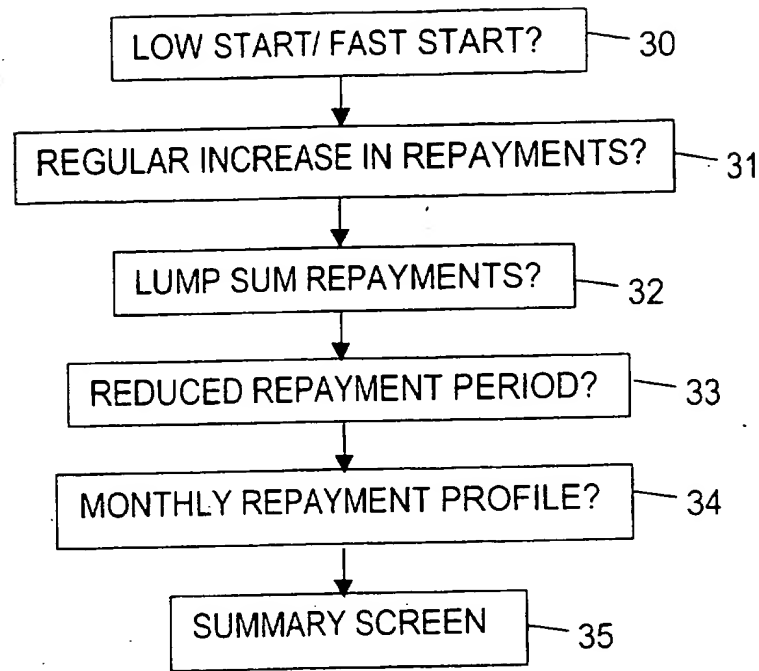 LOW START/ FAST START? 30
REGULAR INCREASE IN REPAYMENTS? 31
LUMP SUM REPAYMENTS? 32
REDUCED REPAYMENT PERIOD? 33
MONTHLY REPAYMENT PROFILE? 34
SUMMARY SCREEN 35